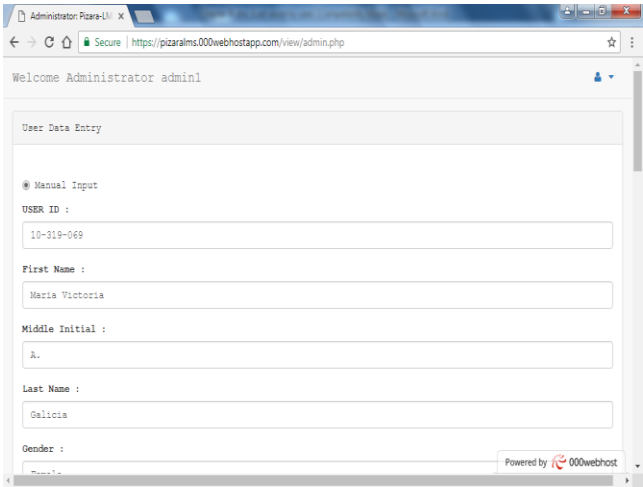 Administrator: Pizara-LM
Secure | https://pizaralms.000webhostapp.com/view/admin.php
Welcome Administrator admin1
User Data Entry
Manual Input
USER ID :
10-319-069
First Name :
Maria Victoria
Middle Initial :
A.
Last Name :
Galicia
Gender :
Female
Powered by 000webhost